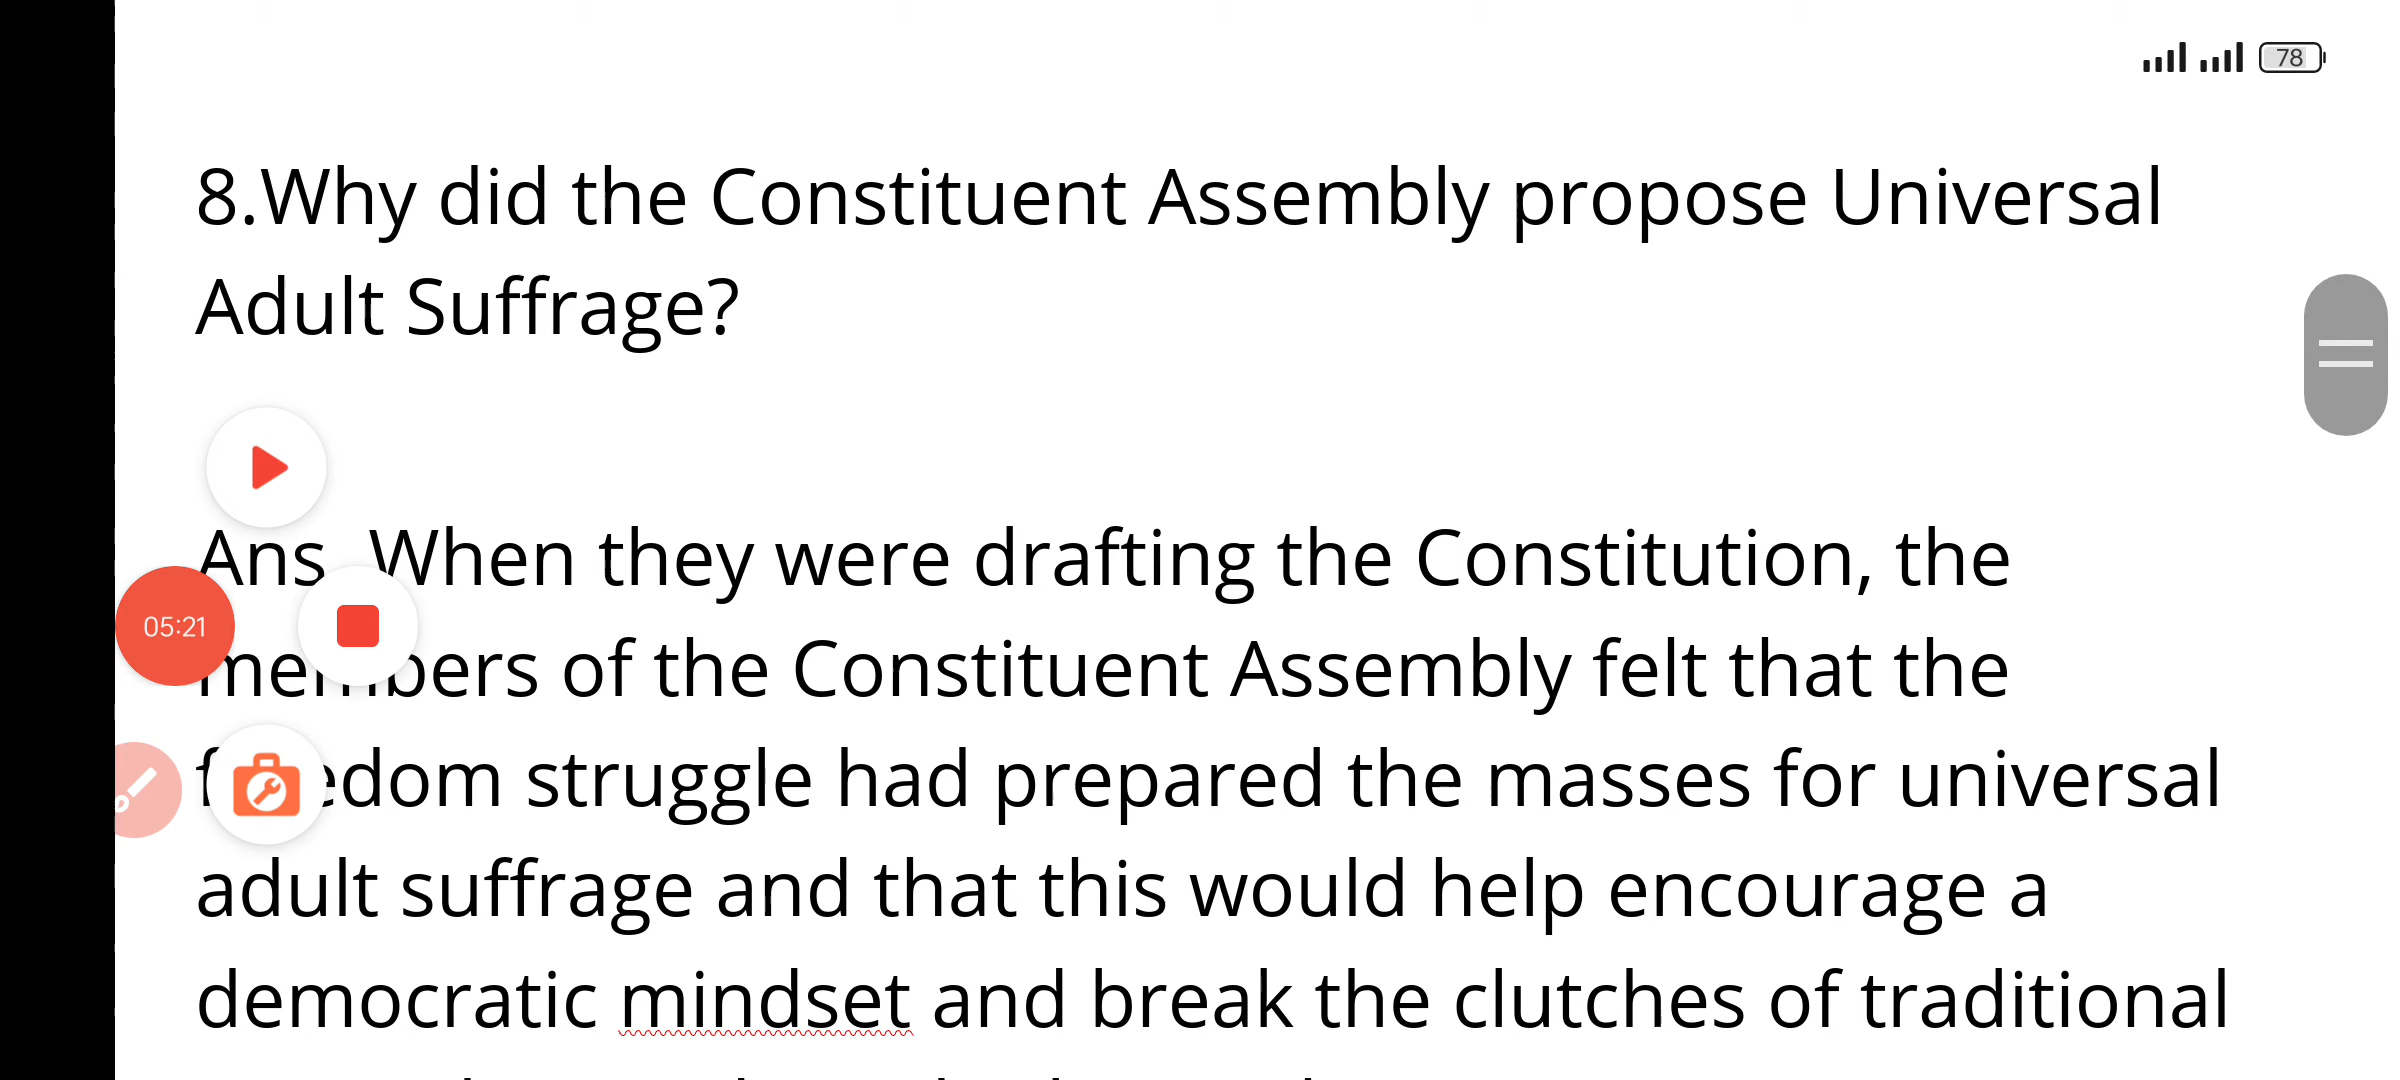 78
8.Why did the Constituent Assembly propose Universal
Adult Suffrage?
Ans When they were drafting the Constitution, the
05:21
members of the Constituent Assembly felt that the
freedom struggle had prepared the masses for universal
adult suffrage and that this would help encourage a
democratic mindset and break the clutches of traditional